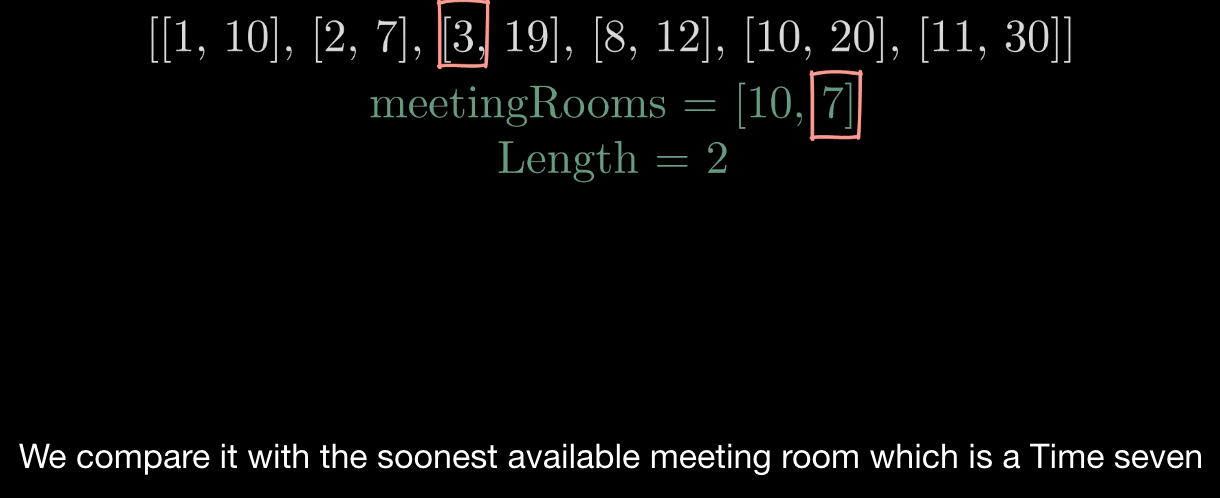 [[1, 10], [2, 7], [3, 19], [8, 12], [10, 20], [11, 30]]
meetingRooms = [10, 7]
Length = 2
We compare it with the soonest available meeting room which is a Time seven